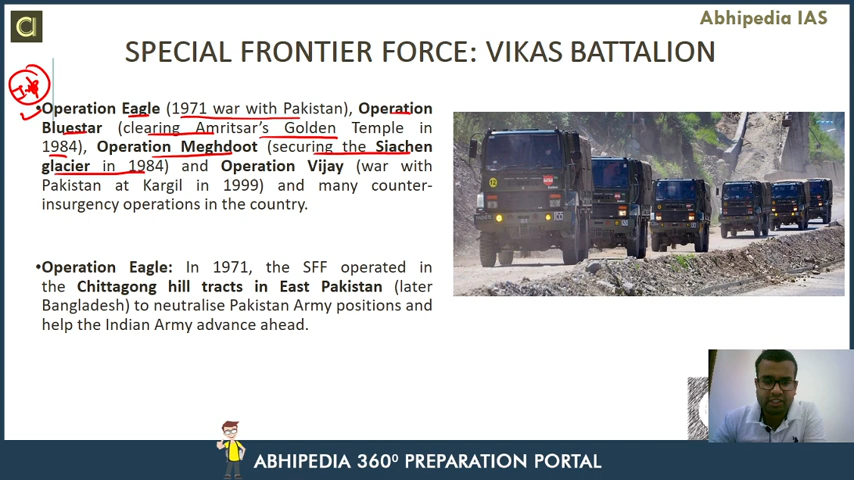 Abhipedia IAS
SPECIAL FRONTIER FORCE: VIKAS BATTALION
•Operation Eagle (1971 war with Pakistan), Operation
Bluestar (clearing Amritsar's Golden Temple in
1984), Operation Meghdoot (securing the Siachen
glacier in 1984) and Operation Vijay (war with
Pakistan at Kargil in 1999) and many counter-
insurgency operations in the country.
•Operation Eagle: In 1971, the SFF operated in
the Chittagong hill tracts in East Pakistan (later
Bangladesh) to neutralise Pakistan Army positions and
help the Indian Army advance ahead.
ABHIPEDIA 360⁰ PREPARATION PORTAL